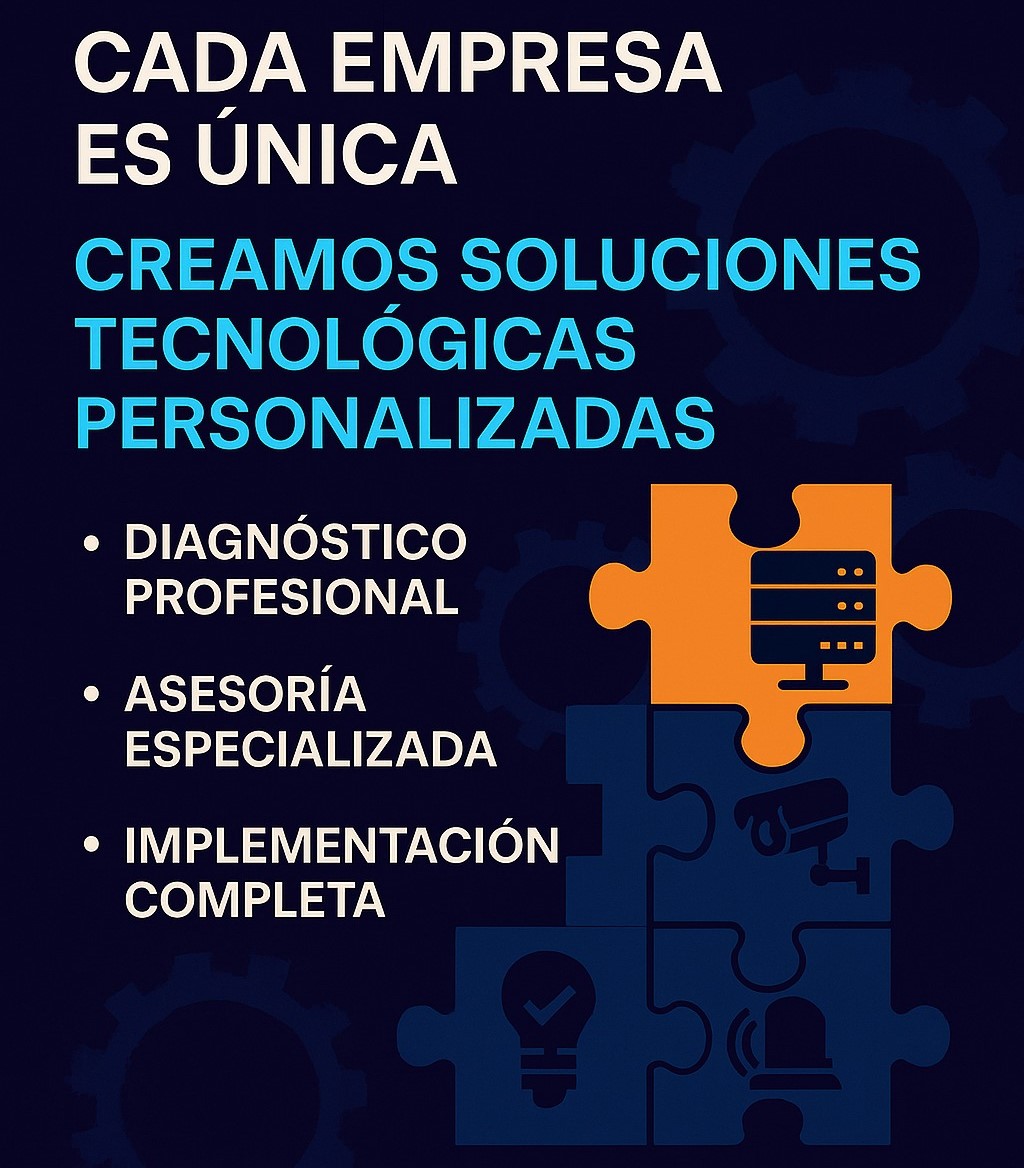 CADA EMPRESA
ES ÚNICA
CREAMOS SOLUCIONES
TECNOLÓGICAS
PERSONALIZADAS
• DIAGNÓSTICO
PROFESIONAL
• ASESORÍA
ESPECIALIZADA
• IMPLEMENTACIÓN
COMPLETA